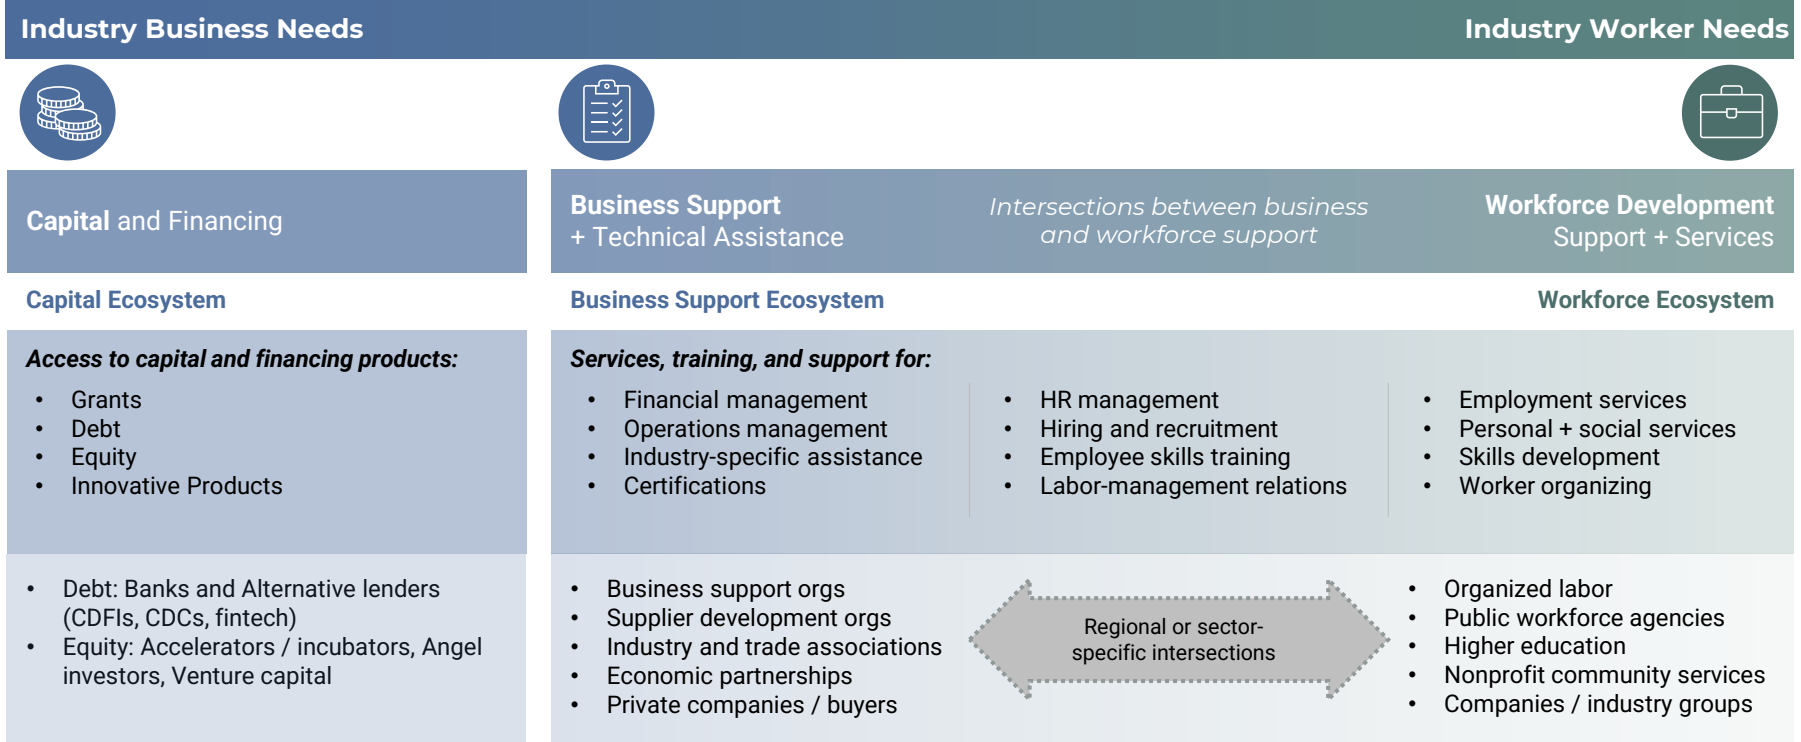 Industry Business Needs
Industry Worker Needs
Capital and Financing
Business Support
+ Technical Assistance
Intersections between business
and workforce support
Workforce Development
Support + Services
Capital Ecosystem
Business Support Ecosystem
Workforce Ecosystem
Access to capital and financing products:
• Grants
• Debt
• Equity
• Innovative Products
Services, training, and support for:
• Financial management
• Operations management
• Industry-specific assistance
• Certifications
• HR management
• Hiring and recruitment
• Employee skills training
• Labor-management relations
• Employment services
• Personal + social services
• Skills development
• Worker organizing
• Debt: Banks and Alternative lenders
(CDFIs, CDCs, fintech)
• Equity: Accelerators / incubators, Angel
investors, Venture capital
• Business support orgs
• Supplier development orgs
• Industry and trade associations
• Economic partnerships
• Private companies / buyers
Regional or sector-
specific intersections
• Organized labor
• Public workforce agencies
• Higher education
• Nonprofit community services
• Companies / industry groups